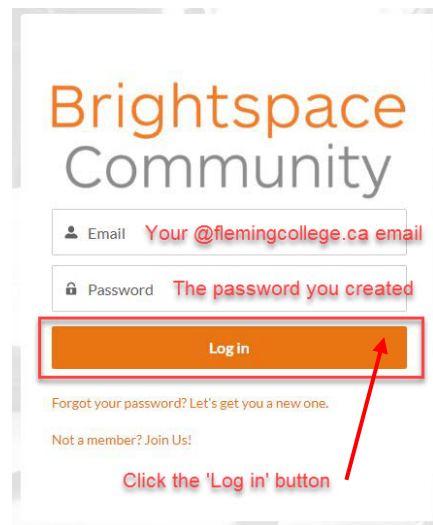 Brightspace
Community
Email Your @flemingcollege.ca email
Password The password you created
Log in
Forgot your password? Let's get you a new one.
Not a member? Join Us!
Click the 'Log in' button